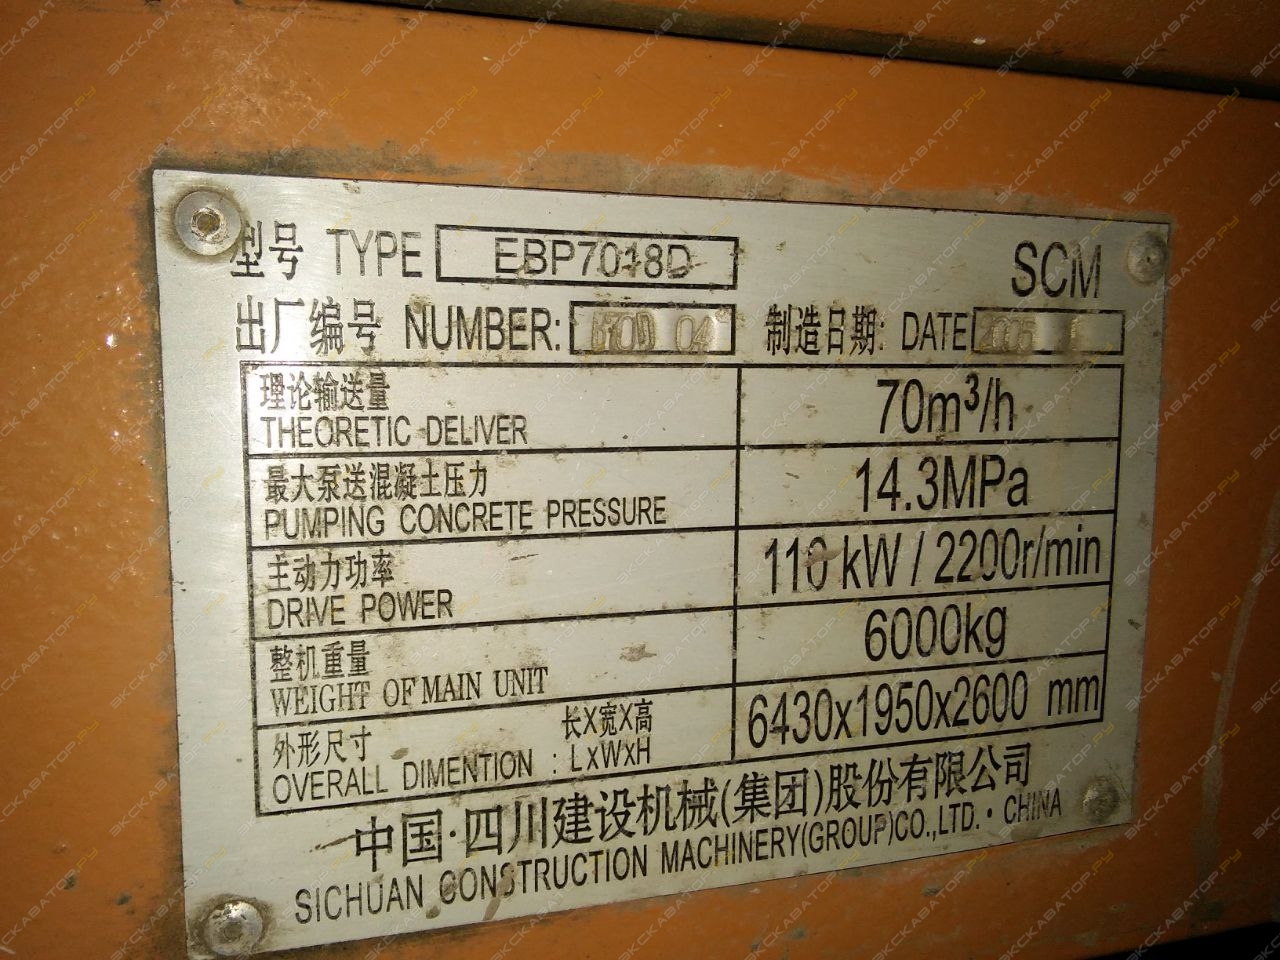 型号 TYPE EBP7018D SCM
出厂编号 NUMBER: 04 制造日期: DATE 2005
理论输送量
THEORETIC DELIVER 70m³/h
最大泵送混凝土压力
PUMPING CONCRETE PRESSURE 14.3MPa
主动力功率
DRIVE POWER 110 kW / 2200r/min
整机重量
WEIGHT OF MAIN UNIT 6000kg
外形尺寸 长X宽X高
OVERALL DIMENTION : LxWxH 6430x1950x2600 mm
中国·四川建设机械(集团)股份有限公司
SICHUAN CONSTRUCTION MACHINERY(GROUP)CO.,LTD.·CHINA
ЭКСКАВАТОР.РУ